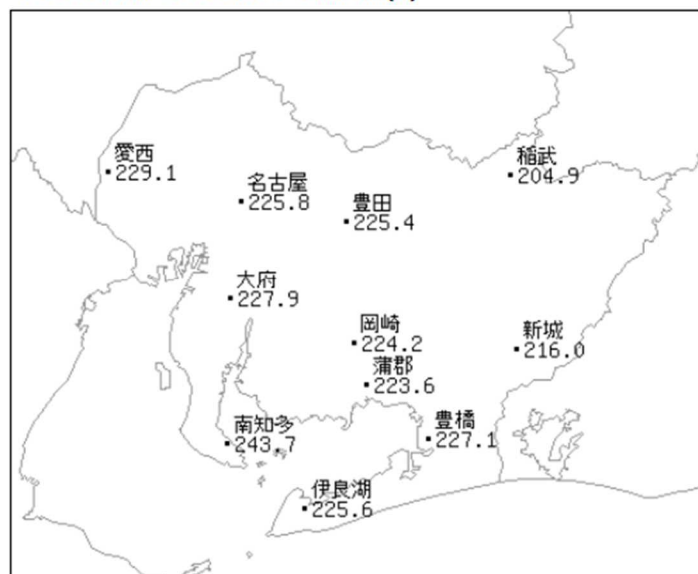 愛西
229.1
稲武
204.9
名古屋
225.8
豊田
225.4
大府
227.9
岡崎
224.2
新城
216.0
蒲郡
223.6
南知多
243.7
豊橋
227.1
伊良湖
225.6